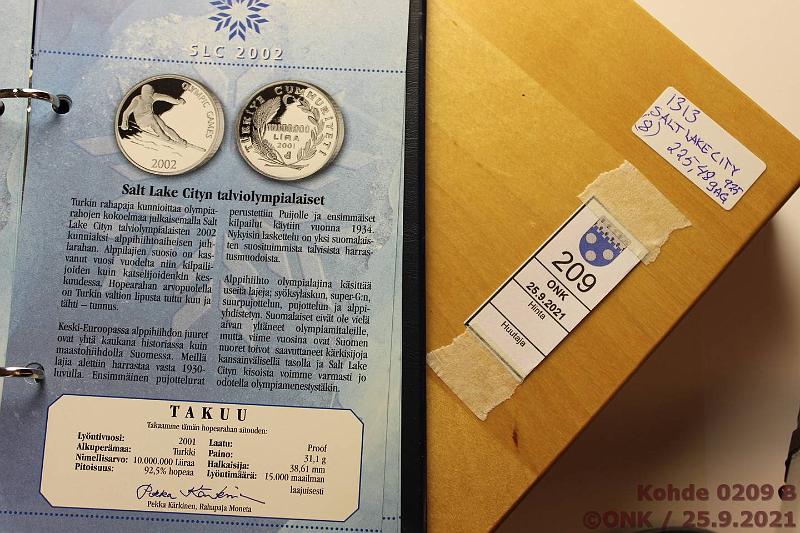 SLC 2002
OLYMPIC GAMES
2002
TÜRKİYE CUMHURİYETİ
10.000.000
LİRA
2001
Salt Lake Cityn talviolympialaiset
Turkin rahapaja kunnioittaa olympia-
rahojen kokoelmaa julkaisemalla Salt
Lake Cityn talviolympialaisten 2002
kunniaksi alppihiihtoaiheisen juh-
larahan. Alppilajien suosio on kas-
vanut vuosi vuodelta niin kilpaili-
joiden kuin katselijoidenkin kes-
kuudessa. Hopearahan arvopuolella
on Turkin valtion lipusta tuttu kuu ja
tähti – tunnus.
Keski-Euroopassa alppihiihdon juuret
ovat yhtä kaukana historiassa kuin
maastohiihdolla Suomessa. Meillä
lajia alettiin harrastaa vasta 1930-
luvulla. Ensimmäinen pujottelurat
perustettiin Puijolle ja ensimmäiset
kilpailut käytiin vuonna 1934.
Nykyisin laskettelu on yksi suomalais-
ten suosituimmista talvisista harras-
tusmuodoista.
Alppihiihto olympialajina käsittää
useita lajeja; syöksylaskun, super-G:n,
suurpujottelun, pujottelun ja alppi-
yhdistetyn. Suomalaiset eivät ole vielä
aivan yltäneet olympiamitaleille,
mutta viime vuosina ovat Suomen
nuoret toivot saavuttaneet kärkisijoja
kansainvälisellä tasolla ja Salt Lake
Cityn kisoista voimme varmasti jo
odotella olympiamenestystäkin.
TAKUU
Takaamme tämän hopearahan aitouden:
Lyöntivuosi: 2001
Alkuperämaa: Turkki
Nimellisarvo: 10.000.000 Liiraa
Pitoisuus: 92,5% hopeaa
Laatu: Proof
Paino: 31,1 g
Halkaisija: 38,61 mm
Lyöntimäärä: 15.000 maailman
laajuisesti
Pekka Kärkinen, Rahapaja Moneta
1313
SALT LAKE CITY
(8) 925
225,48 gAG
209
ONK
25.9.2021
Hinta
Huutaja
Kohde 0209 B
©ONK / 25.9.2021